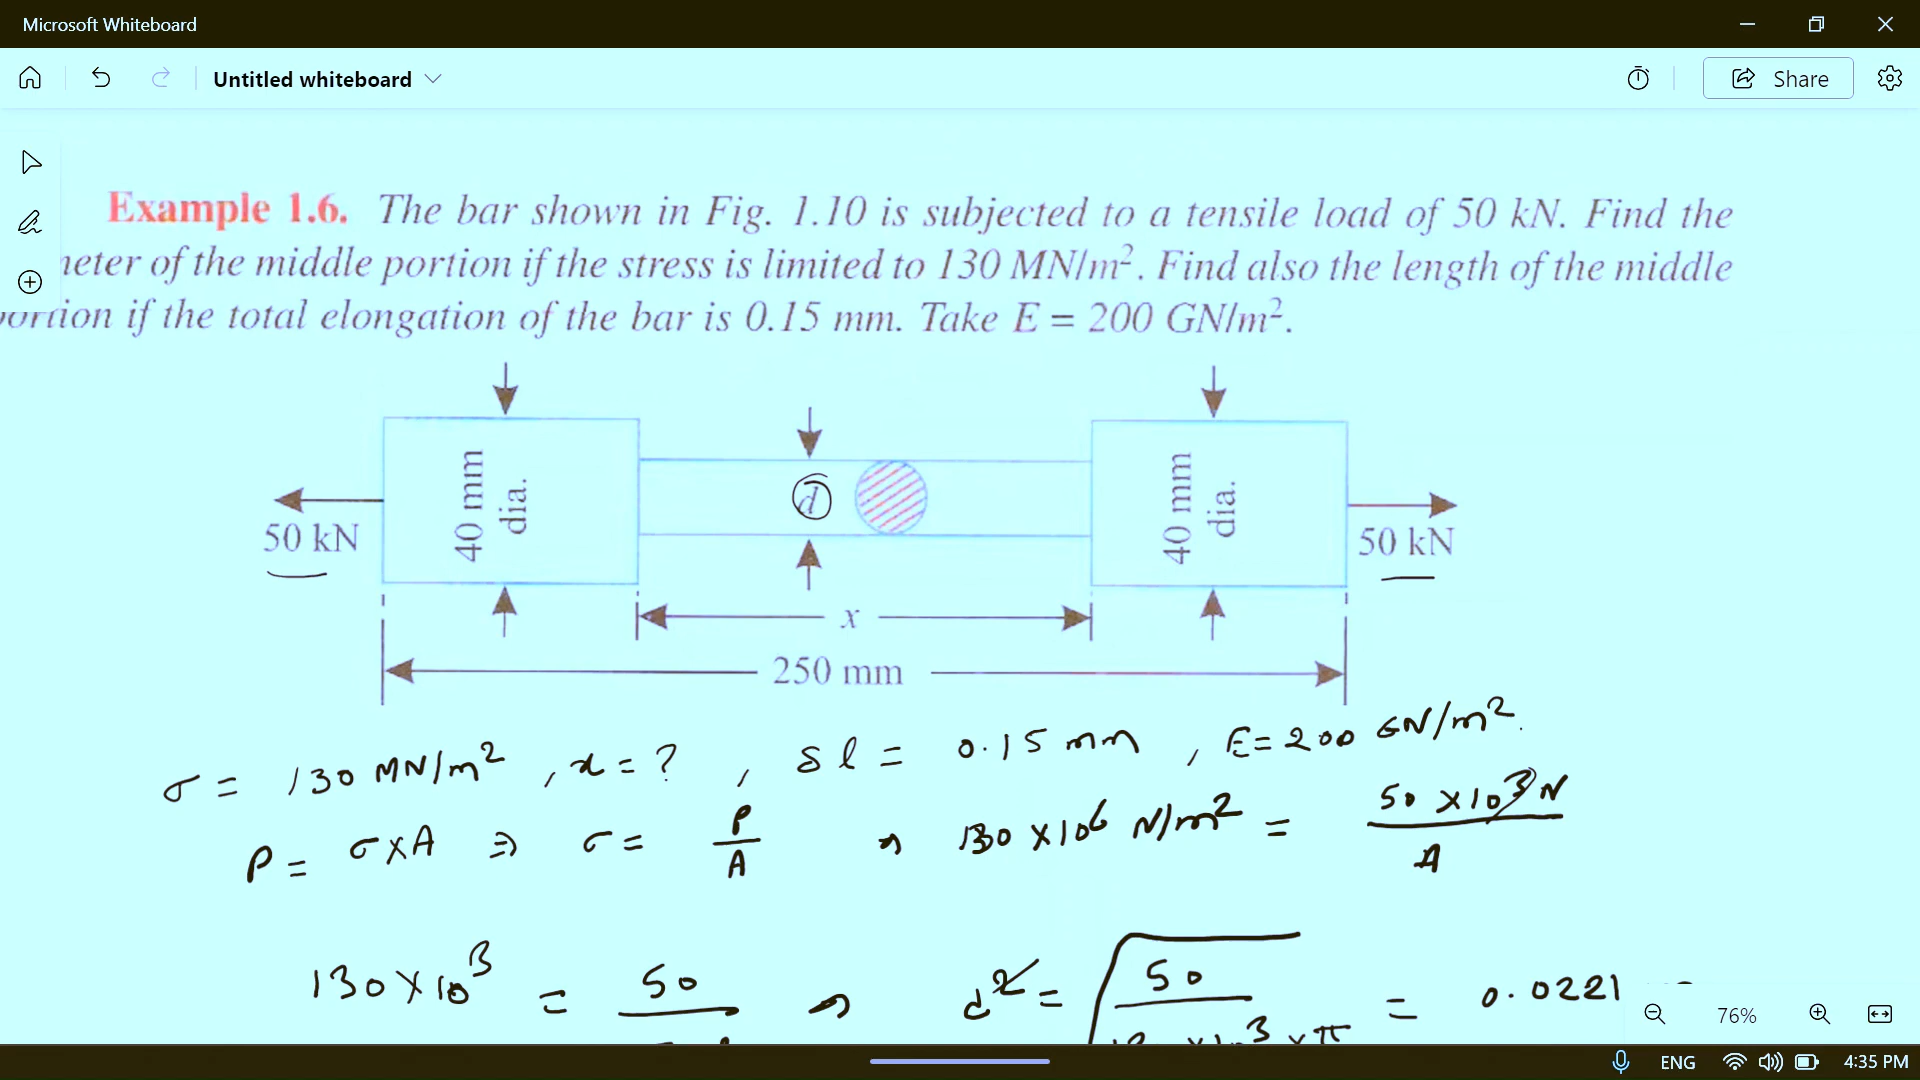 Microsoft Whiteboard
Untitled whiteboard
Share
Example 1.6. The bar shown in Fig. 1.10 is subjected to a tensile load of 50 kN. Find the
neter of the middle portion if the stress is limited to 130 MN/m². Find also the length of the middle
ortion if the total elongation of the bar is 0.15 mm. Take E = 200 GN/m².
40 mm
dia.
d
40 mm
dia.
50 kN
50 kN
x
250 mm
σ = 130 MN/m², x = ?, δl = 0.15 mm, E = 200 GN/m².
P = σ×A ⇒ σ = P/A ⇒ 130 × 10⁶ N/m² = 50 × 10³ N / A
130 × 10³ = 50 ⇒ d² = √50 = 0.0221
× 10³ × π
76%
ENG
4:35 PM